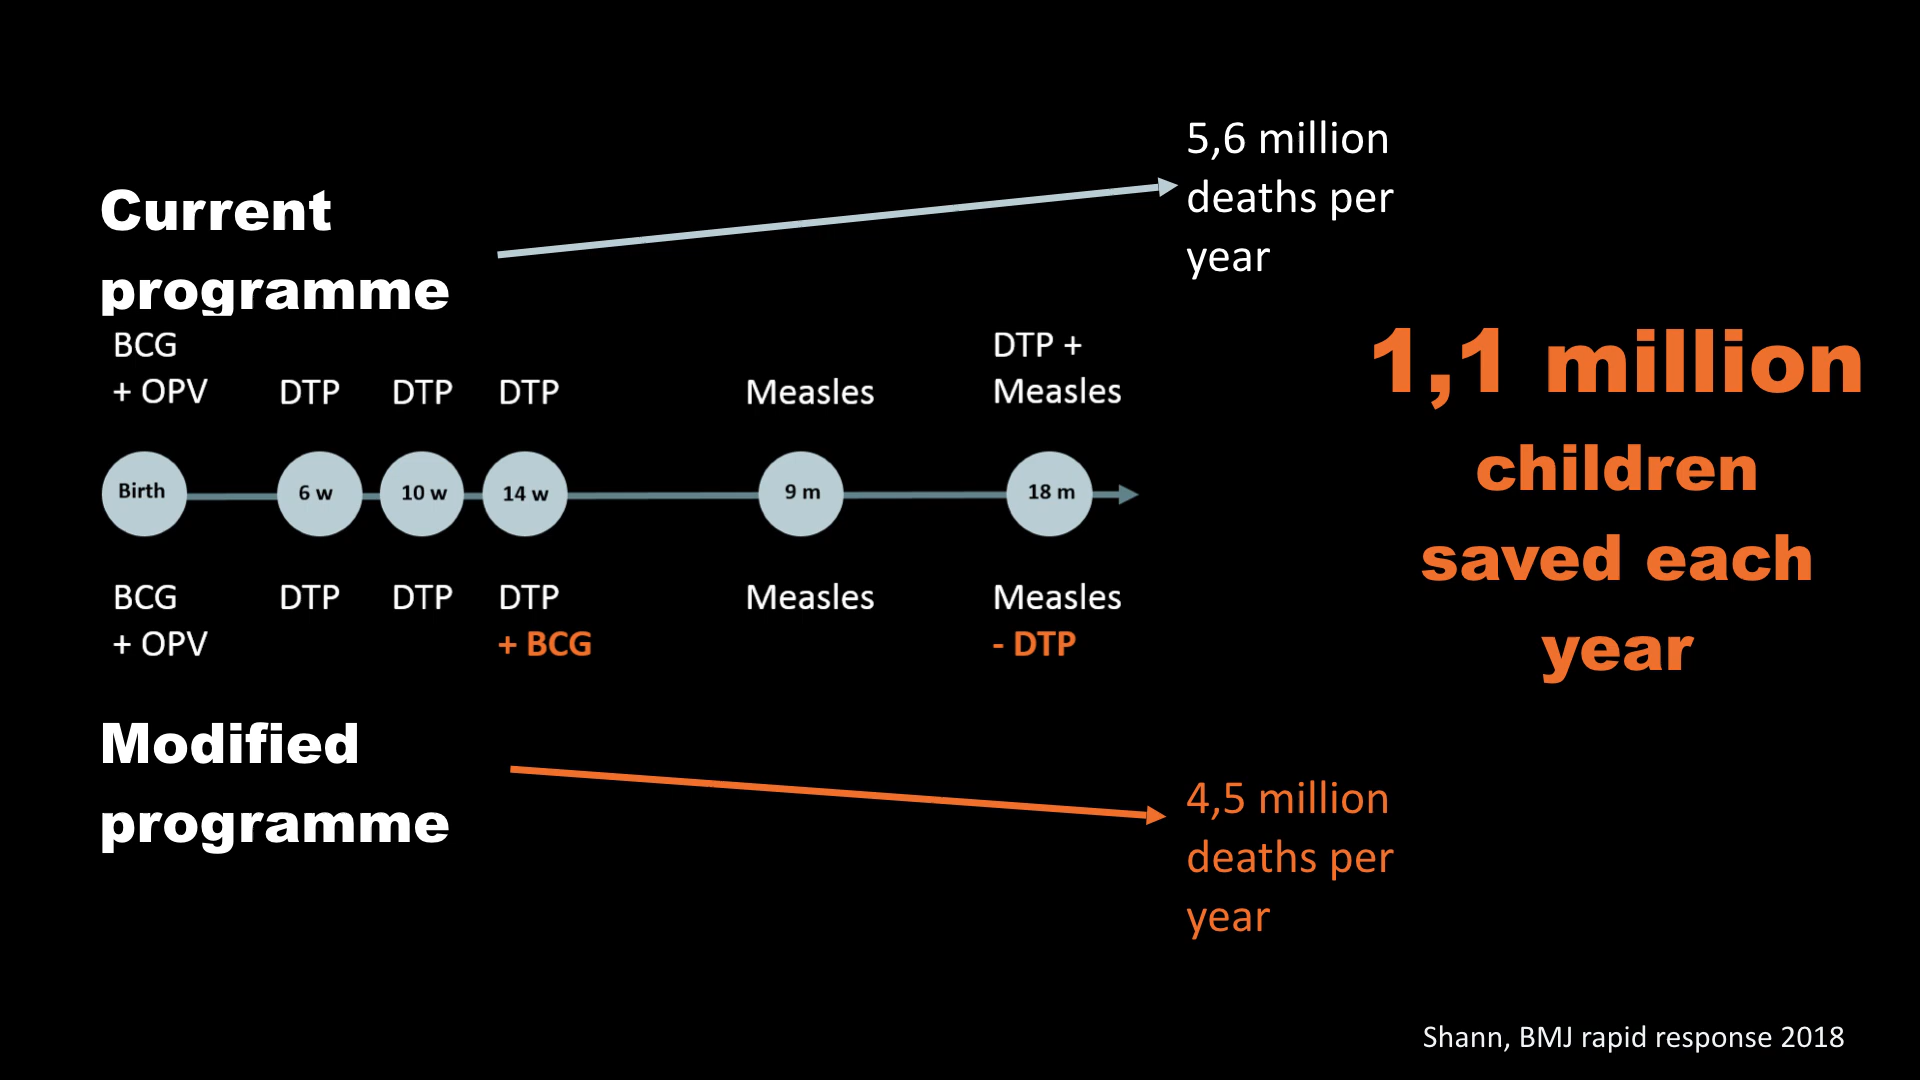 Current
programme
5,6 million
deaths per
year
BCG
+ OPV
DTP
DTP
DTP
Measles
DTP +
Measles
Birth
6 w
10 w
14 w
9 m
18 m
BCG
+ OPV
DTP
DTP
DTP
+ BCG
Measles
Measles
- DTP
Modified
programme
4,5 million
deaths per
year
1,1 million
children
saved each
year
Shann, BMJ rapid response 2018